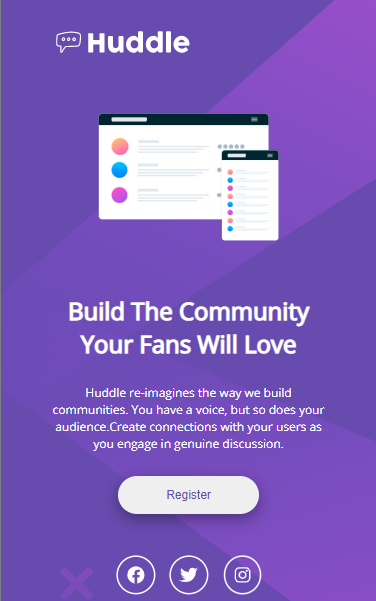 Huddle
Build The Community
Your Fans Will Love
Huddle re-imagines the way we build
communities. You have a voice, but so does your
audience.Create connections with your users as
you engage in genuine discussion.
Register